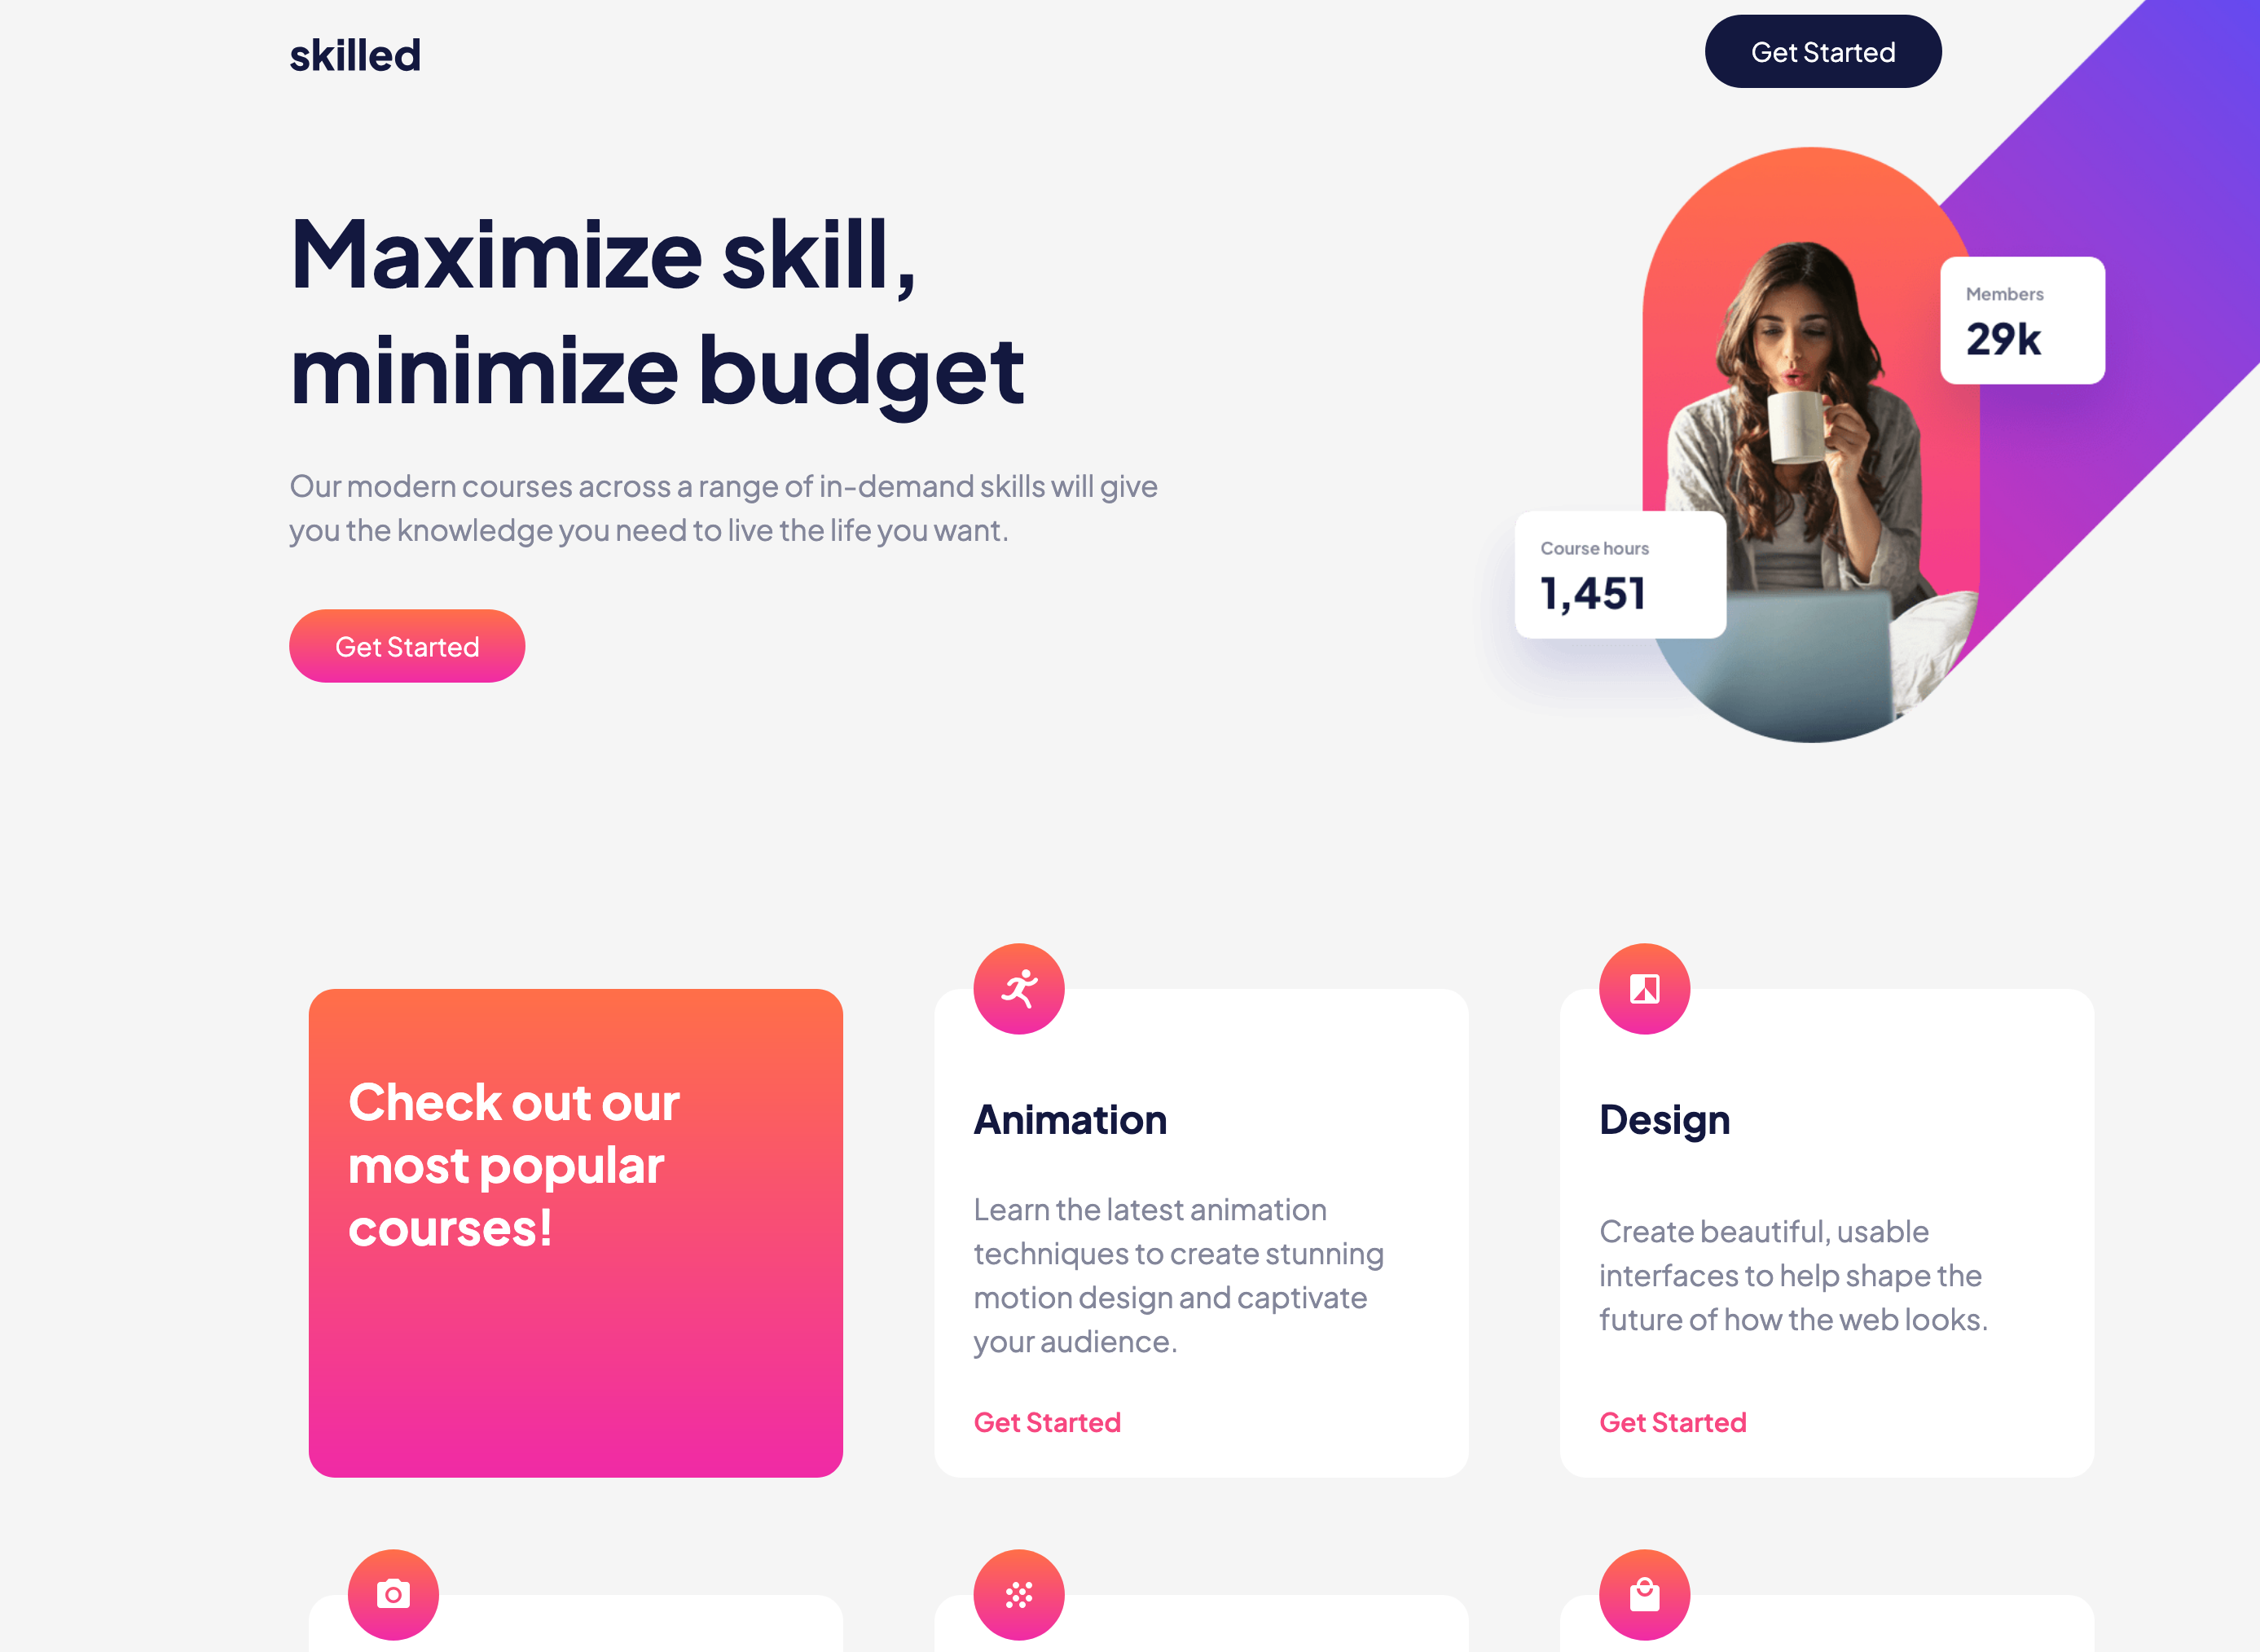 skilled
Get Started
Maximize skill,
minimize budget
Our modern courses across a range of in-demand skills will give
you the knowledge you need to live the life you want.
Get Started
Members
29k
Course hours
1,451
Check out our
most popular
courses!
Animation
Learn the latest animation
techniques to create stunning
motion design and captivate
your audience.
Get Started
Design
Create beautiful, usable
interfaces to help shape the
future of how the web looks.
Get Started